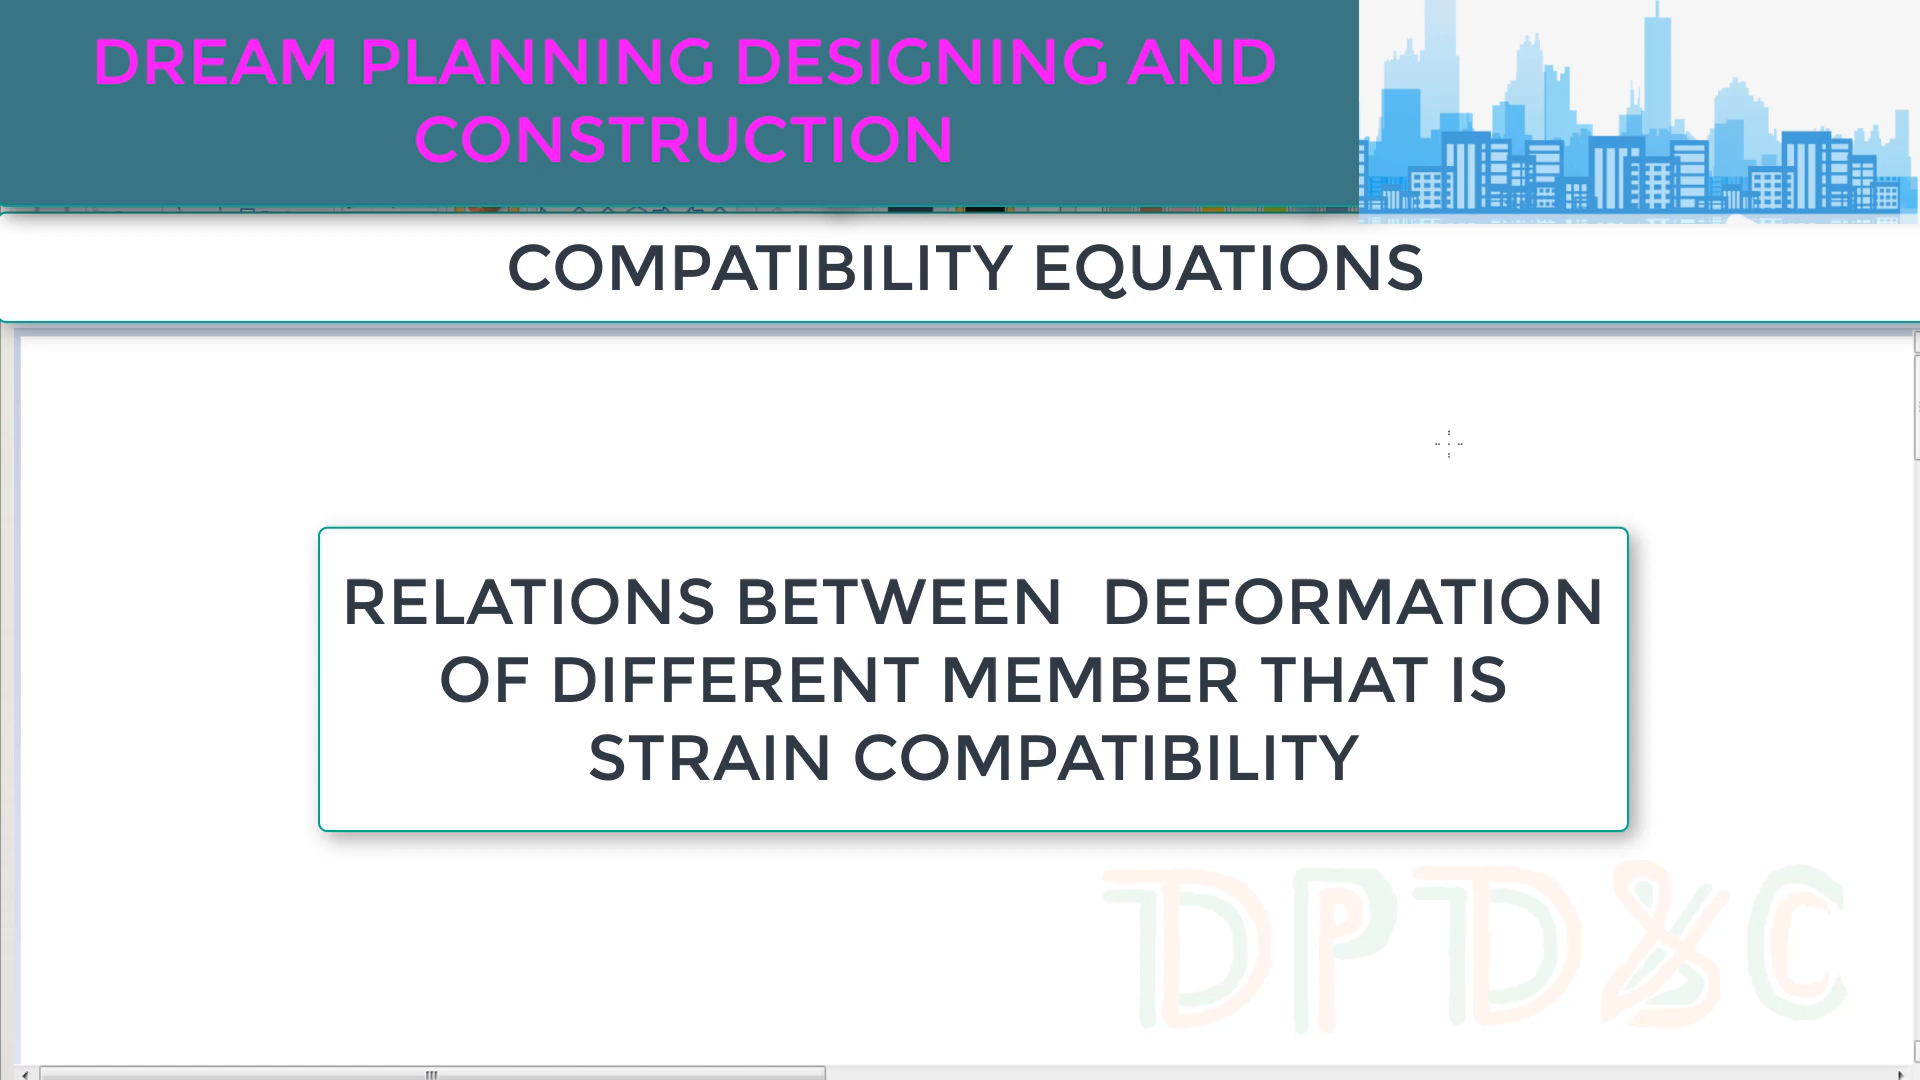 DREAM PLANNING DESIGNING AND
CONSTRUCTION
COMPATIBILITY EQUATIONS
RELATIONS BETWEEN DEFORMATION
OF DIFFERENT MEMBER THAT IS
STRAIN COMPATIBILITY
DPD&C